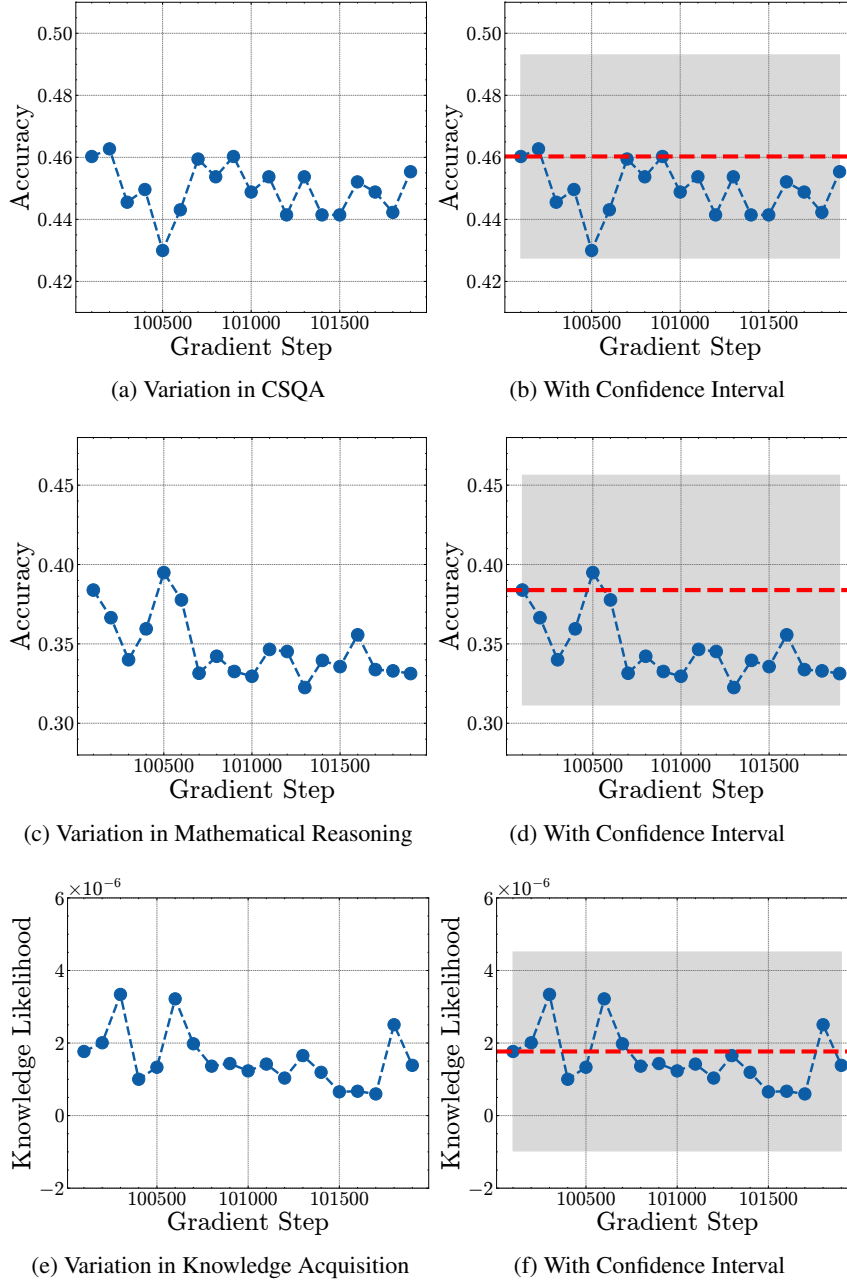 0.50
0.48
0.46
0.44
0.42
Accuracy
100500 101000 101500
Gradient Step
(a) Variation in CSQA
0.50
0.48
0.46
0.44
0.42
Accuracy
100500 101000 101500
Gradient Step
(b) With Confidence Interval
0.45
0.40
0.35
0.30
Accuracy
100500 101000 101500
Gradient Step
(c) Variation in Mathematical Reasoning
0.45
0.40
0.35
0.30
Accuracy
100500 101000 101500
Gradient Step
(d) With Confidence Interval
×10⁻⁶
6
4
2
0
−2
Knowledge Likelihood
100500 101000 101500
Gradient Step
(e) Variation in Knowledge Acquisition
×10⁻⁶
6
4
2
0
−2
Knowledge Likelihood
100500 101000 101500
Gradient Step
(f) With Confidence Interval